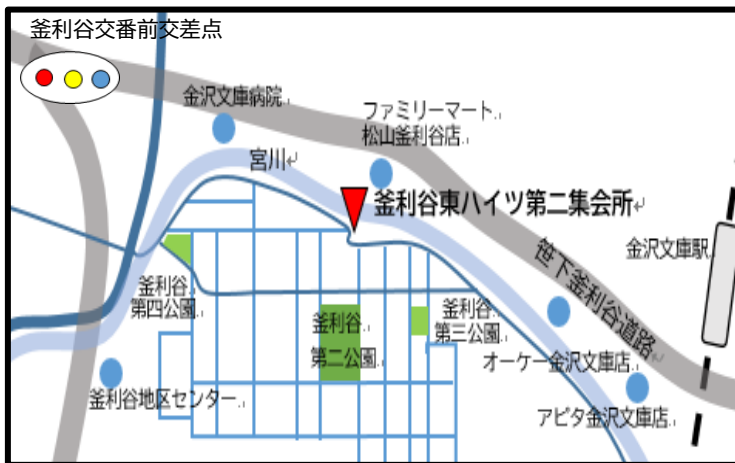 釜利谷交番前交差点
金沢文庫病院
ファミリーマート
松山釜利谷店
宮川
釜利谷東ハイツ第二集会所
金沢文庫駅
笹下釜利谷道路
釜利谷
第四公園
釜利谷
第二公園
釜利谷
第三公園
オーケー金沢文庫店
釜利谷地区センター
アピタ金沢文庫店